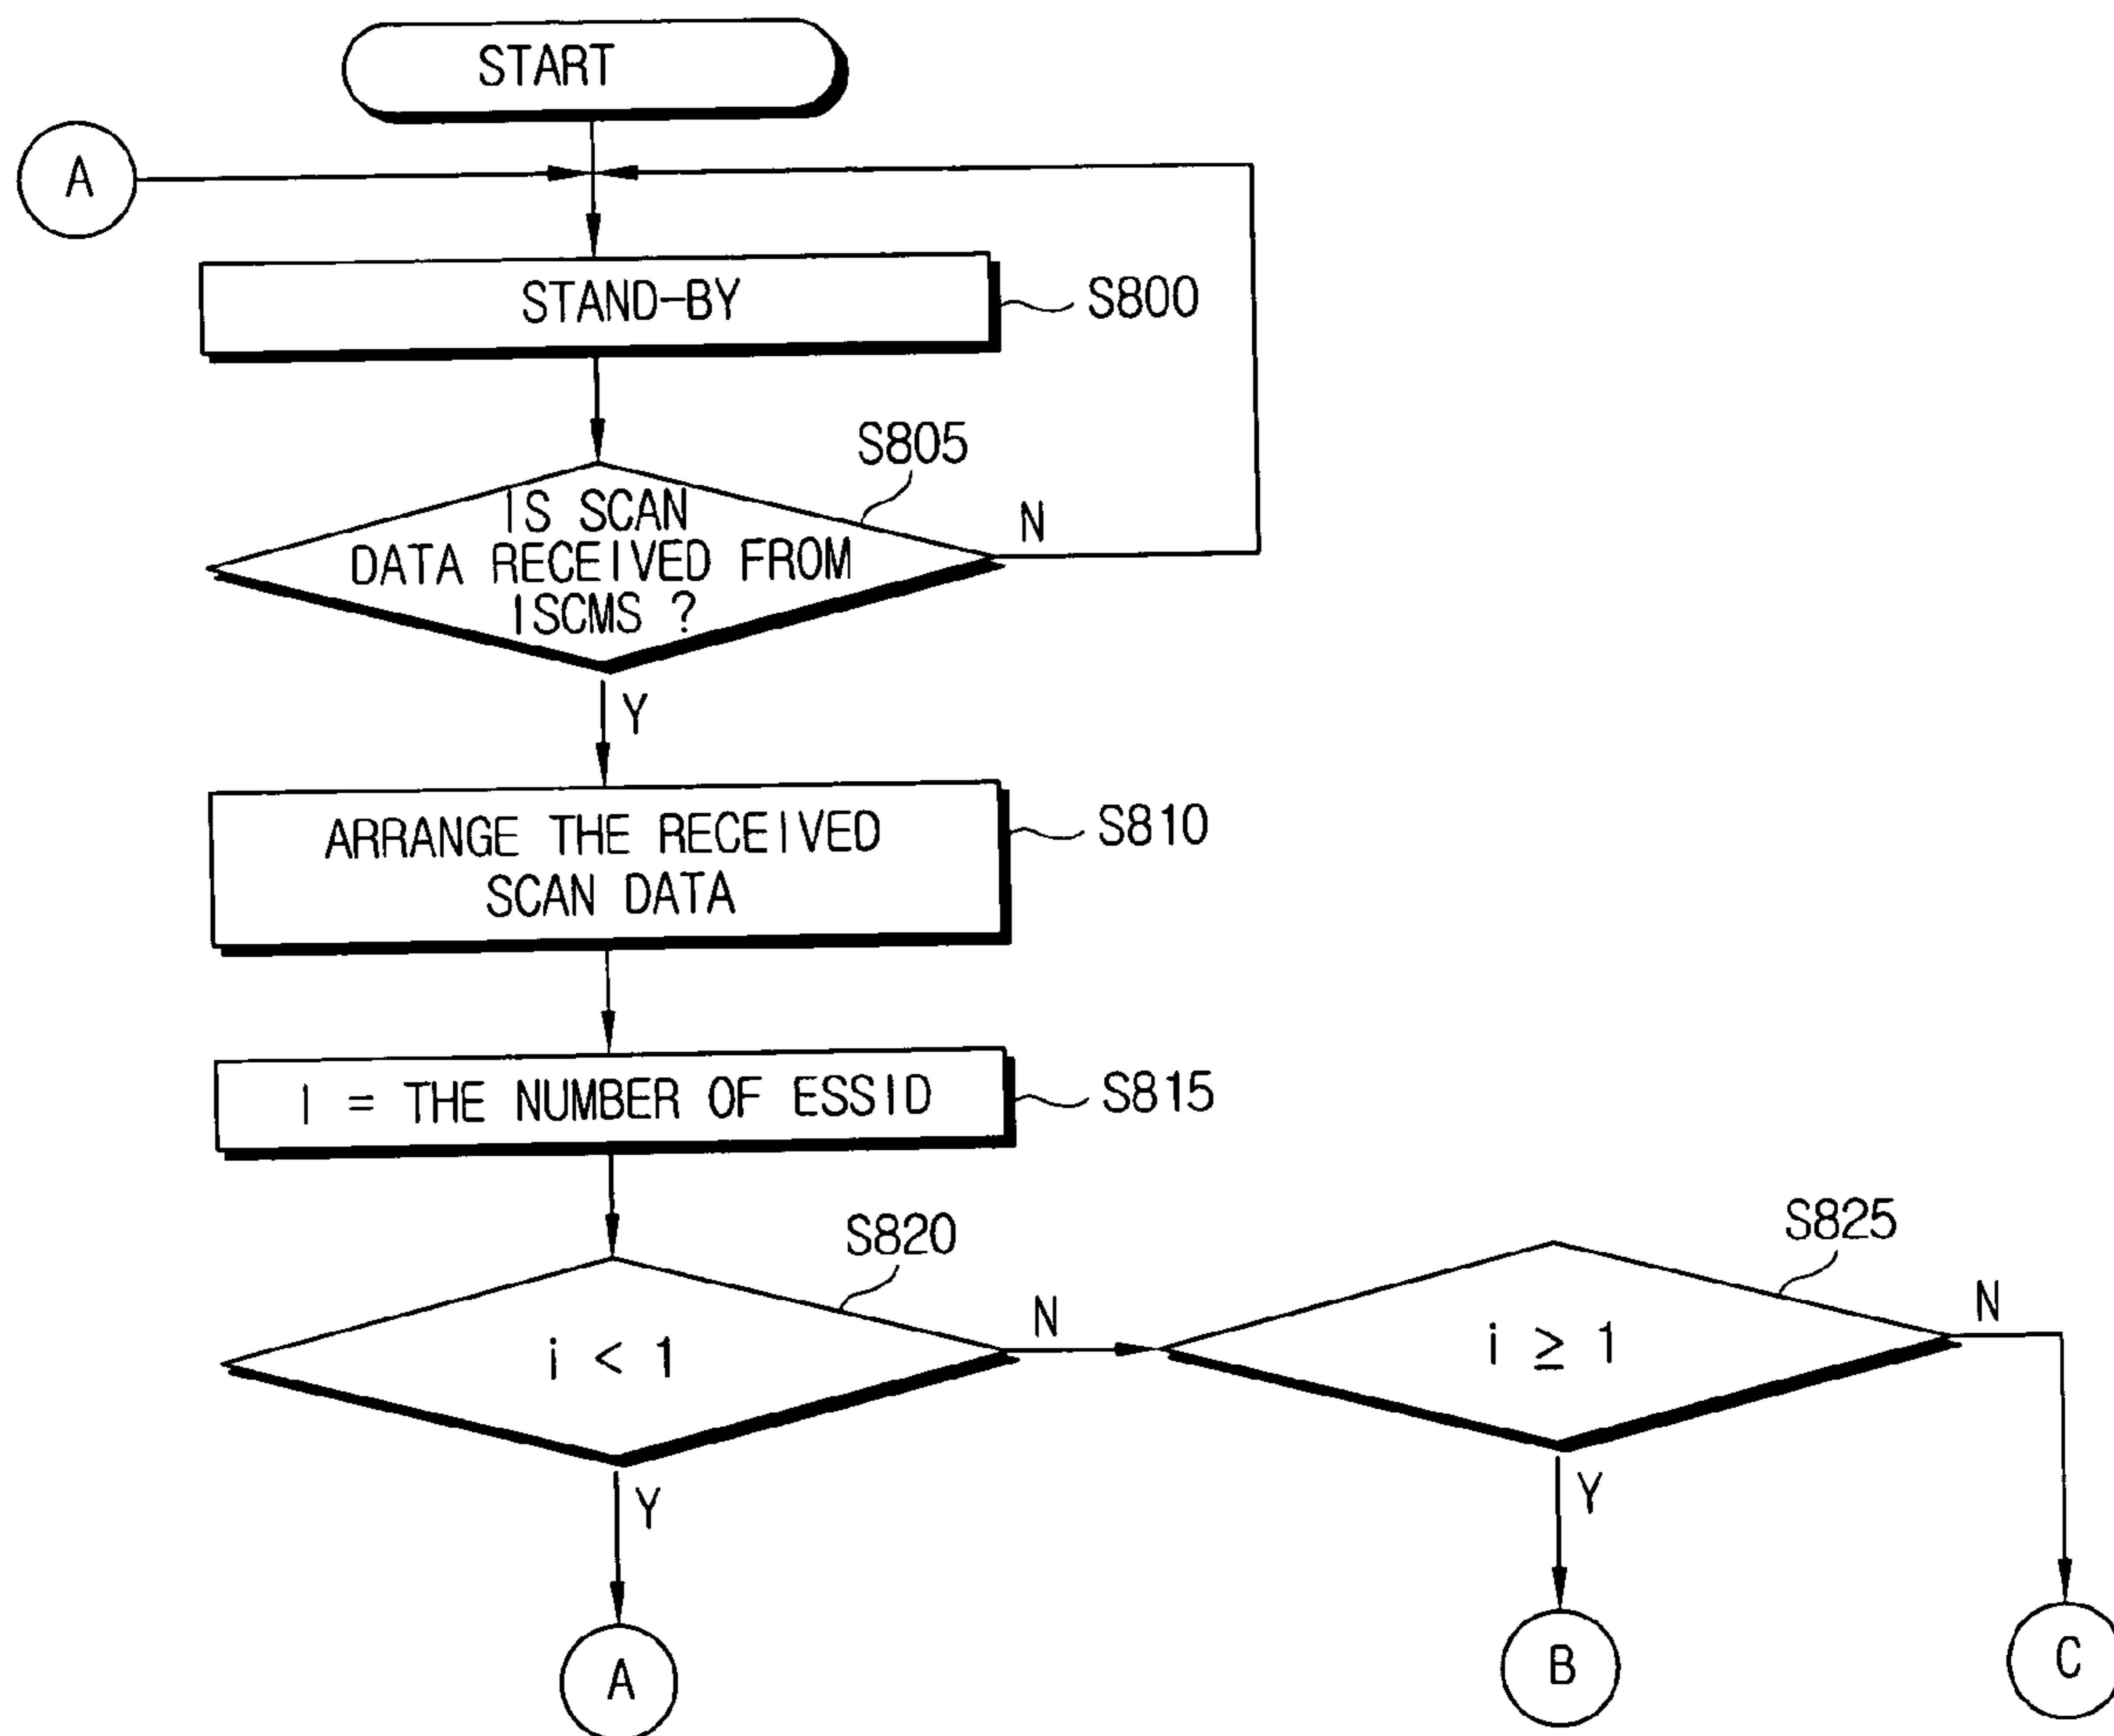 START
A
STAND-BY
S800
S805
IS SCAN
DATA RECEIVED FROM
ISCMS ?
N
Y
ARRANGE THE RECEIVED
SCAN DATA
S810
I = THE NUMBER OF ESSID
S815
S820
i < 1
N
Y
S825
i ≥ 1
N
Y
A
B
C